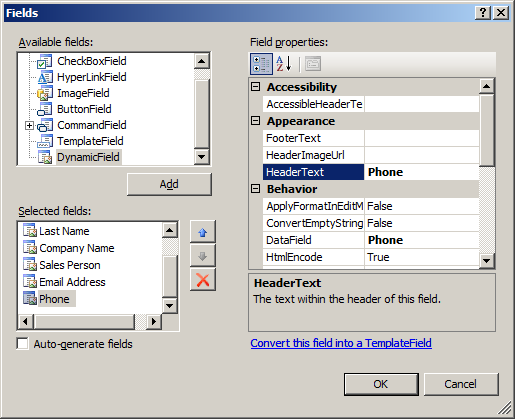 Fields
Available fields:
CheckBoxField
HyperLinkField
ImageField
ButtonField
CommandField
TemplateField
DynamicField
Add
Selected fields:
Last Name
Company Name
Sales Person
Email Address
Phone
Auto-generate fields
Field properties:
Accessibility
AccessibleHeaderTe
Appearance
FooterText
HeaderImageUrl
HeaderText Phone
Behavior
ApplyFormatInEditM False
ConvertEmptyString False
DataField Phone
HtmlEncode True
HeaderText
The text within the header of this field.
Convert this field into a TemplateField
OK
Cancel